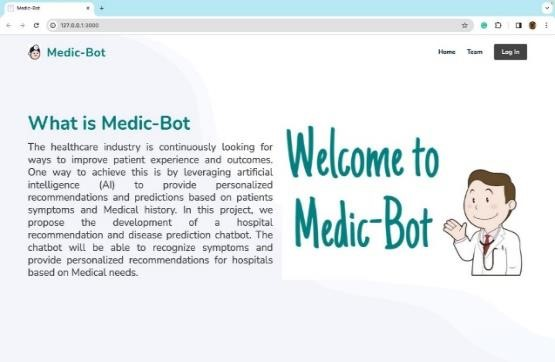 Medic-Bot
127.0.0.1:3000
Medic-Bot
Home Team Log In
What is Medic-Bot
The healthcare industry is continuously looking for
ways to improve patient experience and outcomes.
One way to achieve this is by leveraging artificial
intelligence (AI) to provide personalized
recommendations and predictions based on patients
symptoms and Medical history. In this project, we
propose the development of a hospital
recommendation and disease prediction chatbot. The
chatbot will be able to recognize symptoms and
provide personalized recommendations for hospitals
based on Medical needs.
Welcome to
Medic-Bot